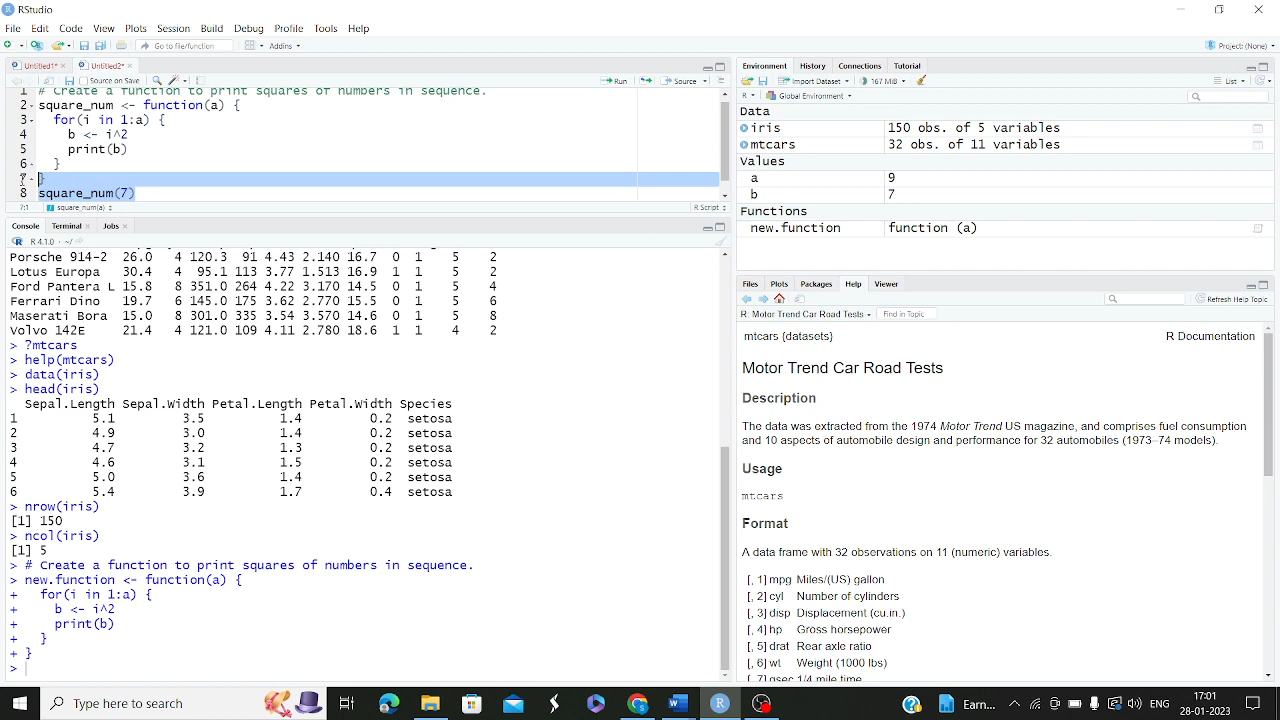 RStudio
File Edit Code View Plots Session Build Debug Profile Tools Help
Go to file/function Addins Project: (None)
Untitled1* Untitled2*
Source on Save Run Source
1 # Create a function to print squares of numbers in sequence.
2 square_num <- function(a) {
3 for(i in 1:a) {
4 b <- i^2
5 print(b)
6 }
7 }
8 square_num(7)
7:1 square_num(a) R Script
Console Terminal Jobs
R 4.1.0 · ~/
Porsche 914-2 26.0 4 120.3 91 4.43 2.140 16.7 0 1 5 2
Lotus Europa 30.4 4 95.1 113 3.77 1.513 16.9 1 1 5 2
Ford Pantera L 15.8 8 351.0 264 4.22 3.170 14.5 0 1 5 4
Ferrari Dino 19.7 6 145.0 175 3.62 2.770 15.5 0 1 5 6
Maserati Bora 15.0 8 301.0 335 3.54 3.570 14.6 0 1 5 8
Volvo 142E 21.4 4 121.0 109 4.11 2.780 18.6 1 1 4 2
> ?mtcars
> help(mtcars)
> data(iris)
> head(iris)
Sepal.Length Sepal.Width Petal.Length Petal.Width Species
1 5.1 3.5 1.4 0.2 setosa
2 4.9 3.0 1.4 0.2 setosa
3 4.7 3.2 1.3 0.2 setosa
4 4.6 3.1 1.5 0.2 setosa
5 5.0 3.6 1.4 0.2 setosa
6 5.4 3.9 1.7 0.4 setosa
> nrow(iris)
[1] 150
> ncol(iris)
[1] 5
> # Create a function to print squares of numbers in sequence.
> new.function <- function(a) {
+ for(i in 1:a) {
+ b <- i^2
+ print(b)
+ }
+ }
>
Environment History Connections Tutorial
Import Dataset 167 MiB List
R Global Environment
Data
iris 150 obs. of 5 variables
mtcars 32 obs. of 11 variables
Values
a 9
b 7
Functions
new.function function (a)
Files Plots Packages Help Viewer
Refresh Help Topic
R: Motor Trend Car Road Tests Find in Topic
mtcars {datasets} R Documentation
Motor Trend Car Road Tests
Description
The data was extracted from the 1974 Motor Trend US magazine, and comprises fuel consumption
and 10 aspects of automobile design and performance for 32 automobiles (1973–74 models).
Usage
mtcars
Format
A data frame with 32 observations on 11 (numeric) variables.
[, 1] mpg Miles/(US) gallon
[, 2] cyl Number of cylinders
[, 3] disp Displacement (cu.in.)
[, 4] hp Gross horsepower
[, 5] drat Rear axle ratio
[, 6] wt Weight (1000 lbs)
[, 7] qsec 1/4 mile time
Type here to search Earn... ENG 17:01
28-01-2023